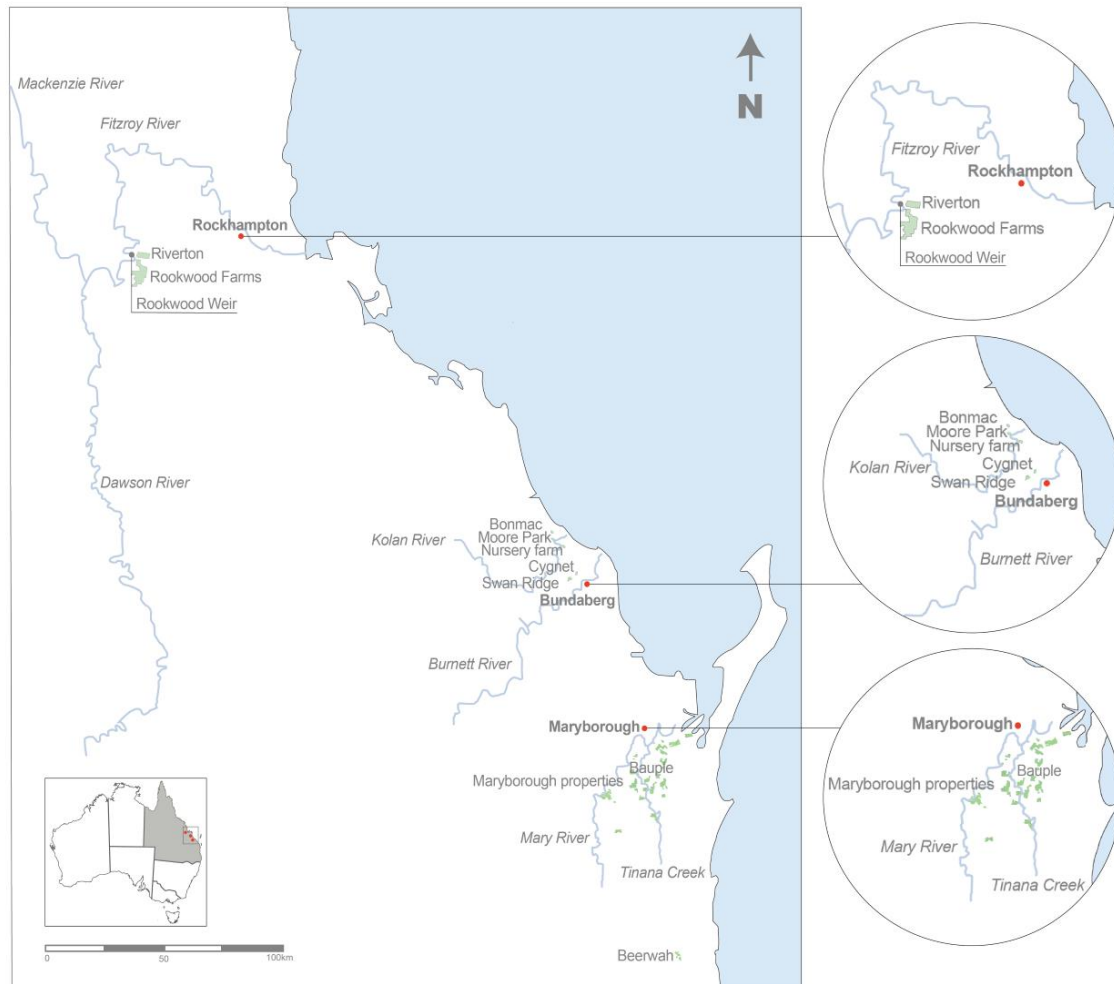 Mackenzie River
Fitzroy River
Rockhampton
Riverton
Rookwood Farms
Rookwood Weir
Dawson River
Kolan River
Bonmac
Moore Park
Nursery farm
Cygnet
Swan Ridge
Bundaberg
Burnett River
Maryborough
Bauple
Maryborough properties
Mary River
Tinana Creek
Beerwah
N
0 50 100km
Fitzroy River
Rockhampton
Riverton
Rookwood Farms
Rookwood Weir
Bonmac
Moore Park
Nursery farm
Kolan River
Cygnet
Swan Ridge
Bundaberg
Burnett River
Maryborough
Bauple
Maryborough properties
Mary River
Tinana Creek